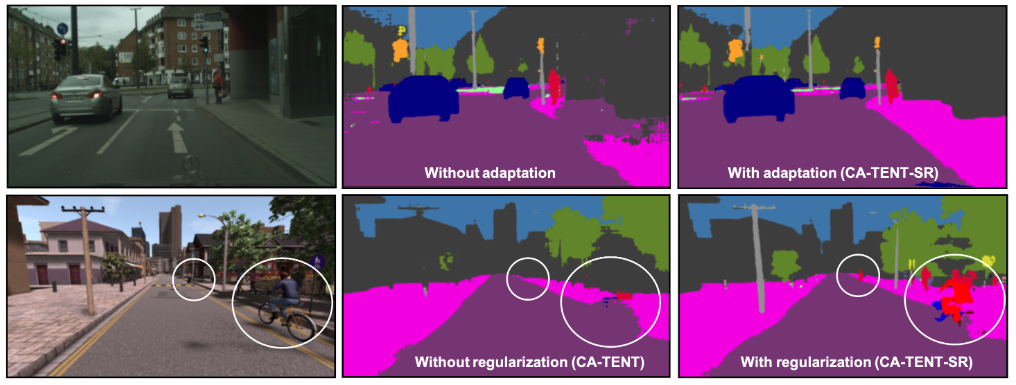 Without adaptation
With adaptation (CA-TENT-SR)
Without regularization (CA-TENT)
With regularization (CA-TENT-SR)